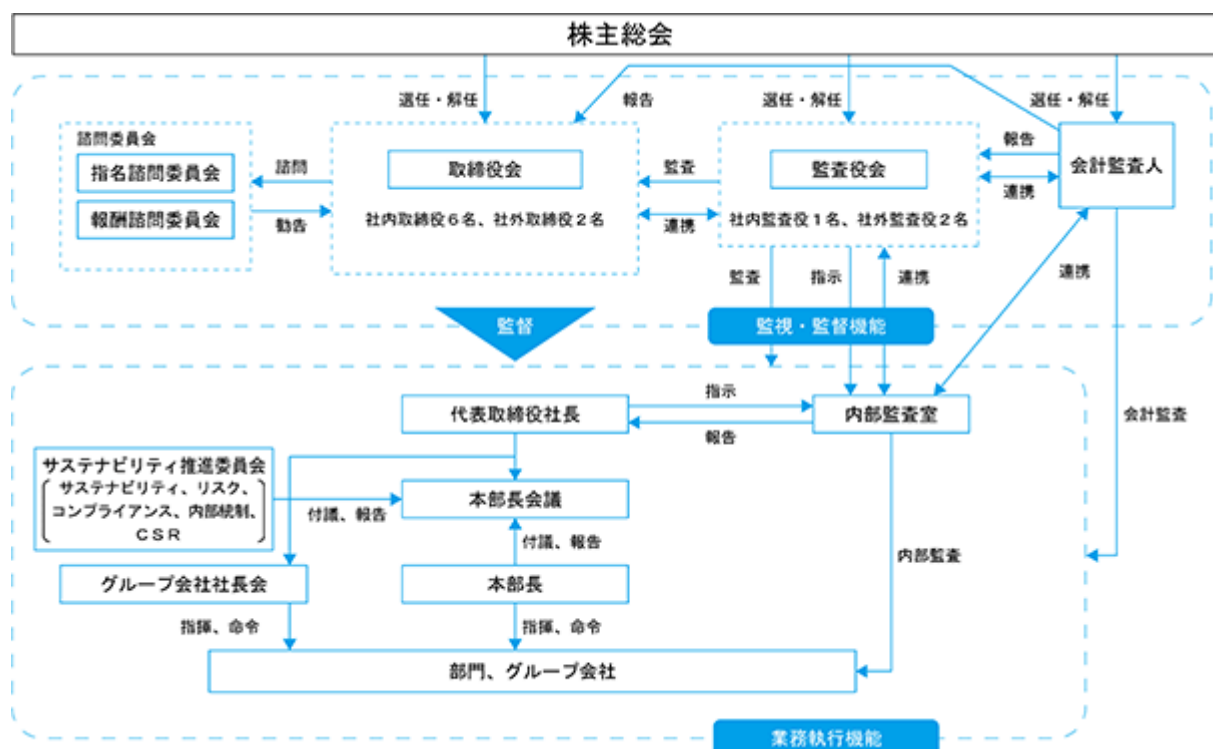 株主総会
選任・解任
報告
選任・解任
選任・解任
諮問委員会
指名諮問委員会
報酬諮問委員会
諮問
勧告
取締役会
社内取締役6名、社外取締役2名
監査
連携
監査役会
社内監査役1名、社外監査役2名
報告
連携
会計監査人
監査
指示
連携
連携
監督
監視・監督機能
代表取締役社長
指示
報告
内部監査室
会計監査
サステナビリティ推進委員会
サステナビリティ、リスク、
コンプライアンス、内部統制、
CSR
付議、報告
本部長会議
付議、報告
内部監査
グループ会社社長会
本部長
指揮、命令
指揮、命令
部門、グループ会社
業務執行機能